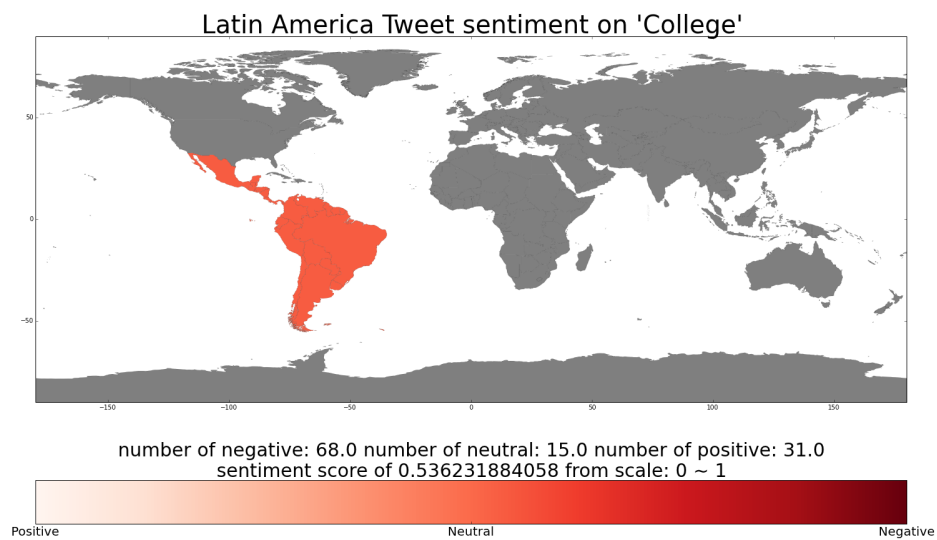 Latin America Tweet sentiment on 'College'
50
0
−50
−150
−100
−50
0
50
100
150
number of negative: 68.0 number of neutral: 15.0 number of positive: 31.0
sentiment score of 0.536231884058 from scale: 0 ~ 1
Positive
Neutral
Negative